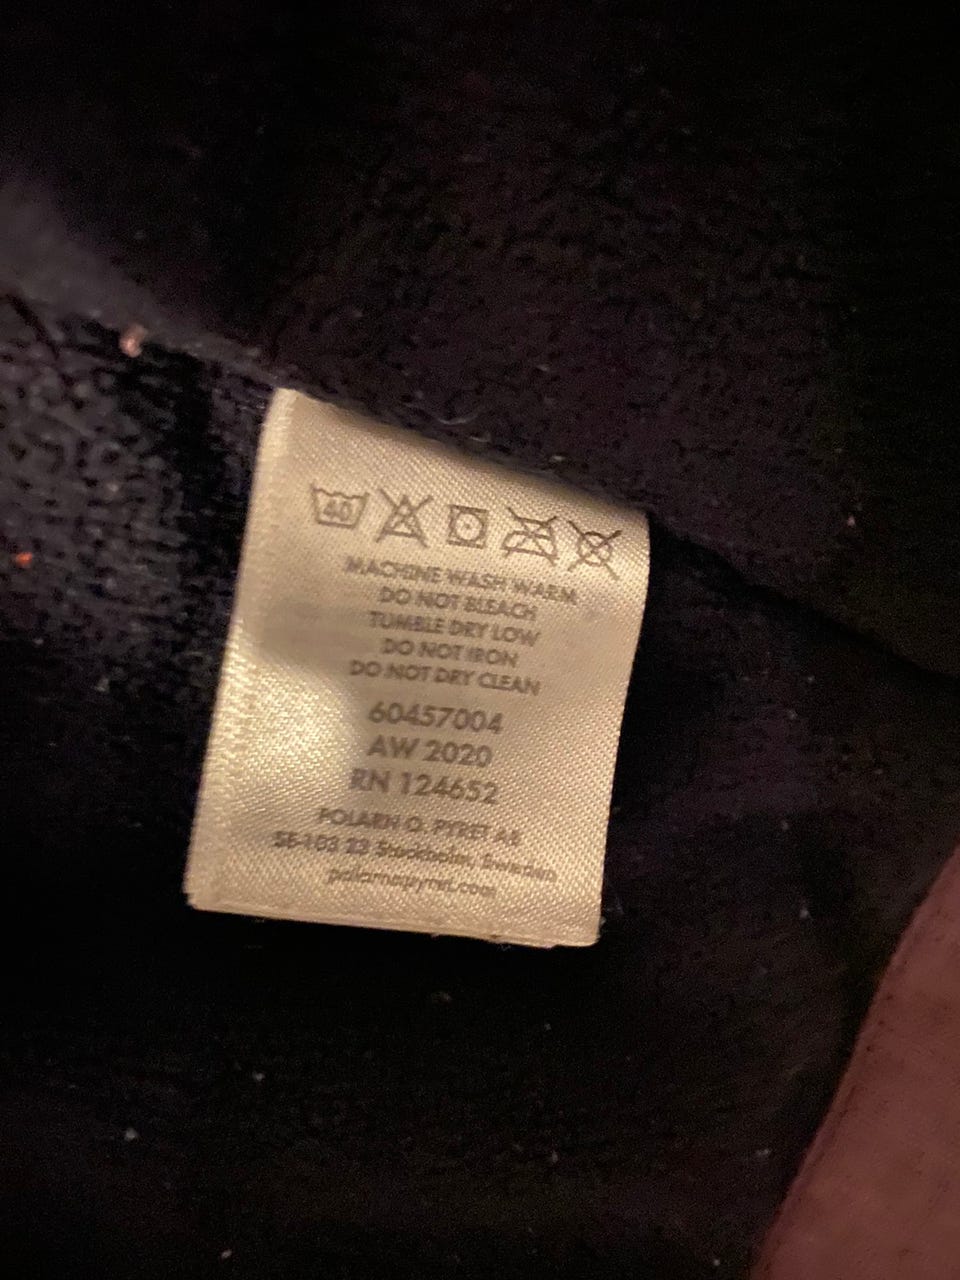 40
MACHINE WASH WARM
DO NOT BLEACH
TUMBLE DRY LOW
DO NOT IRON
DO NOT DRY CLEAN
60457004
AW 2020
RN 124652
POLARN O. PYRET AB
SE-103 23 Stockholm, Sweden
polarnopyret.com